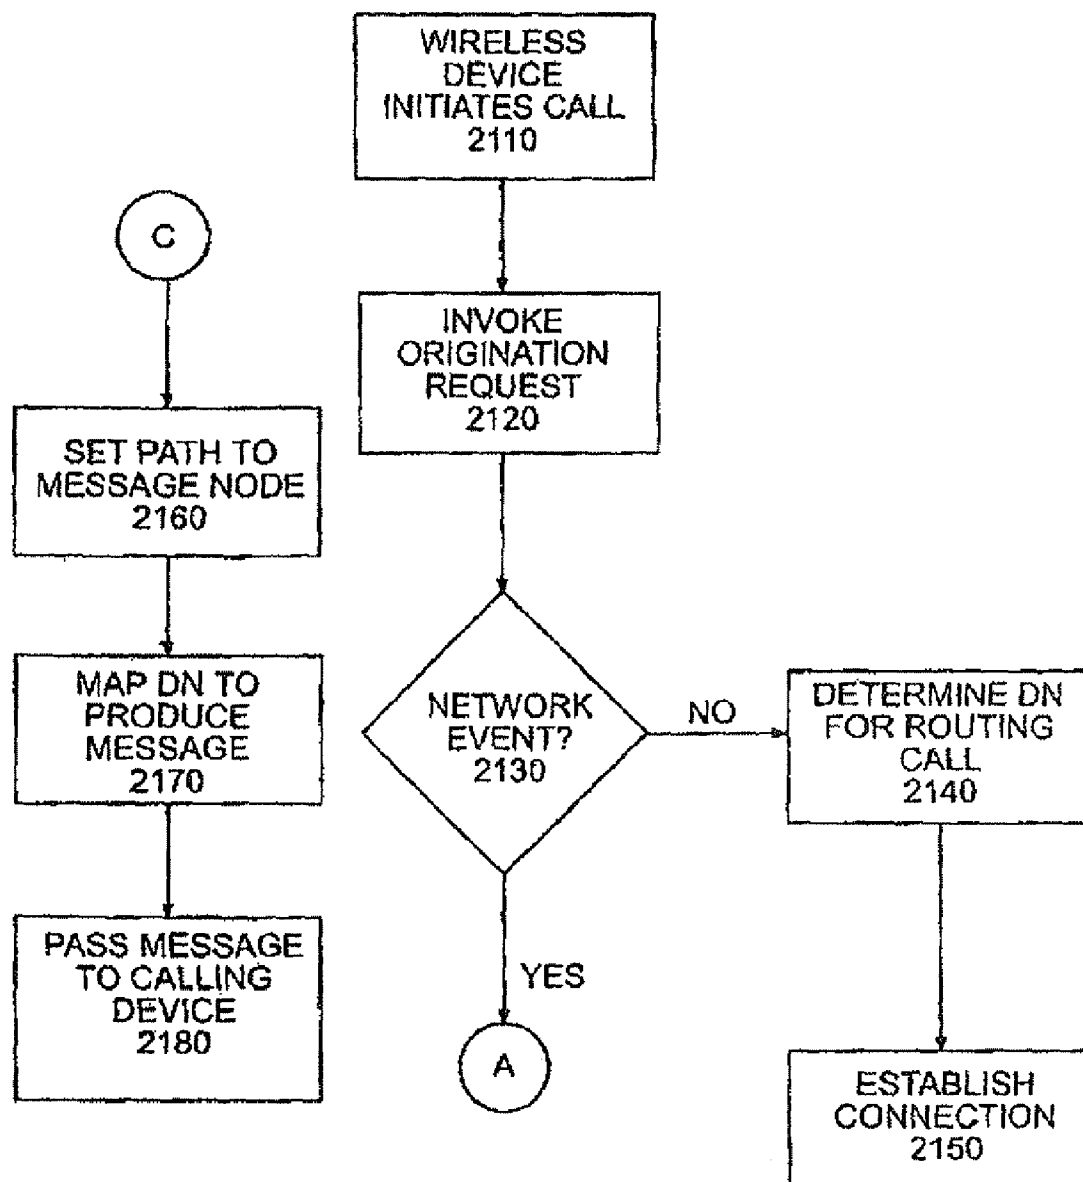 WIRELESS
DEVICE
INITIATES CALL
2110
C
INVOKE
ORIGINATION
REQUEST
2120
SET PATH TO
MESSAGE NODE
2160
MAP DN TO
PRODUCE
MESSAGE
2170
NETWORK
EVENT?
2130
NO
DETERMINE DN
FOR ROUTING
CALL
2140
PASS MESSAGE
TO CALLING
DEVICE
2180
YES
A
ESTABLISH
CONNECTION
2150